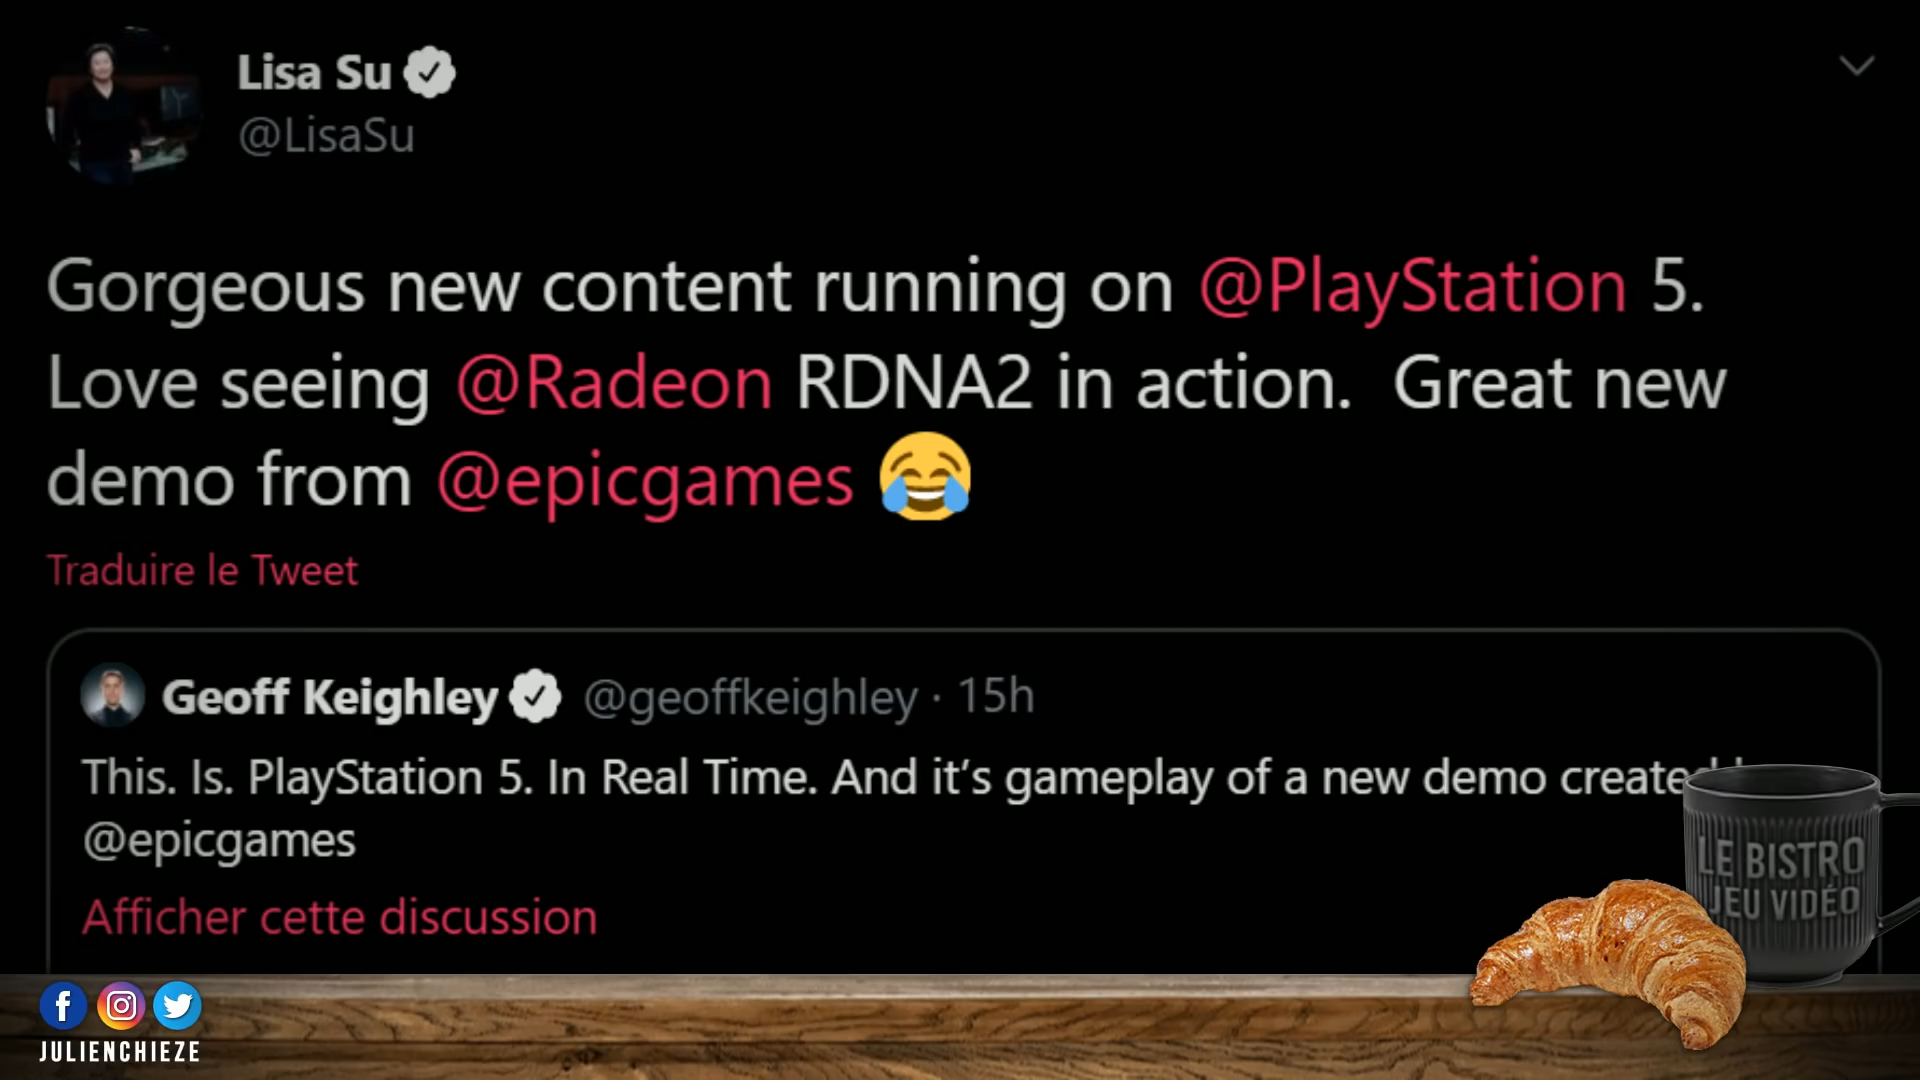 Lisa Su
@LisaSu
Gorgeous new content running on @PlayStation 5.
Love seeing @Radeon RDNA2 in action. Great new
demo from @epicgames 😂
Traduire le Tweet
Geoff Keighley @geoffkeighley · 15h
This. Is. PlayStation 5. In Real Time. And it’s gameplay of a new demo created
@epicgames
Afficher cette discussion
LE BISTRO
JEU VIDÉO
JULIENCHIEZE